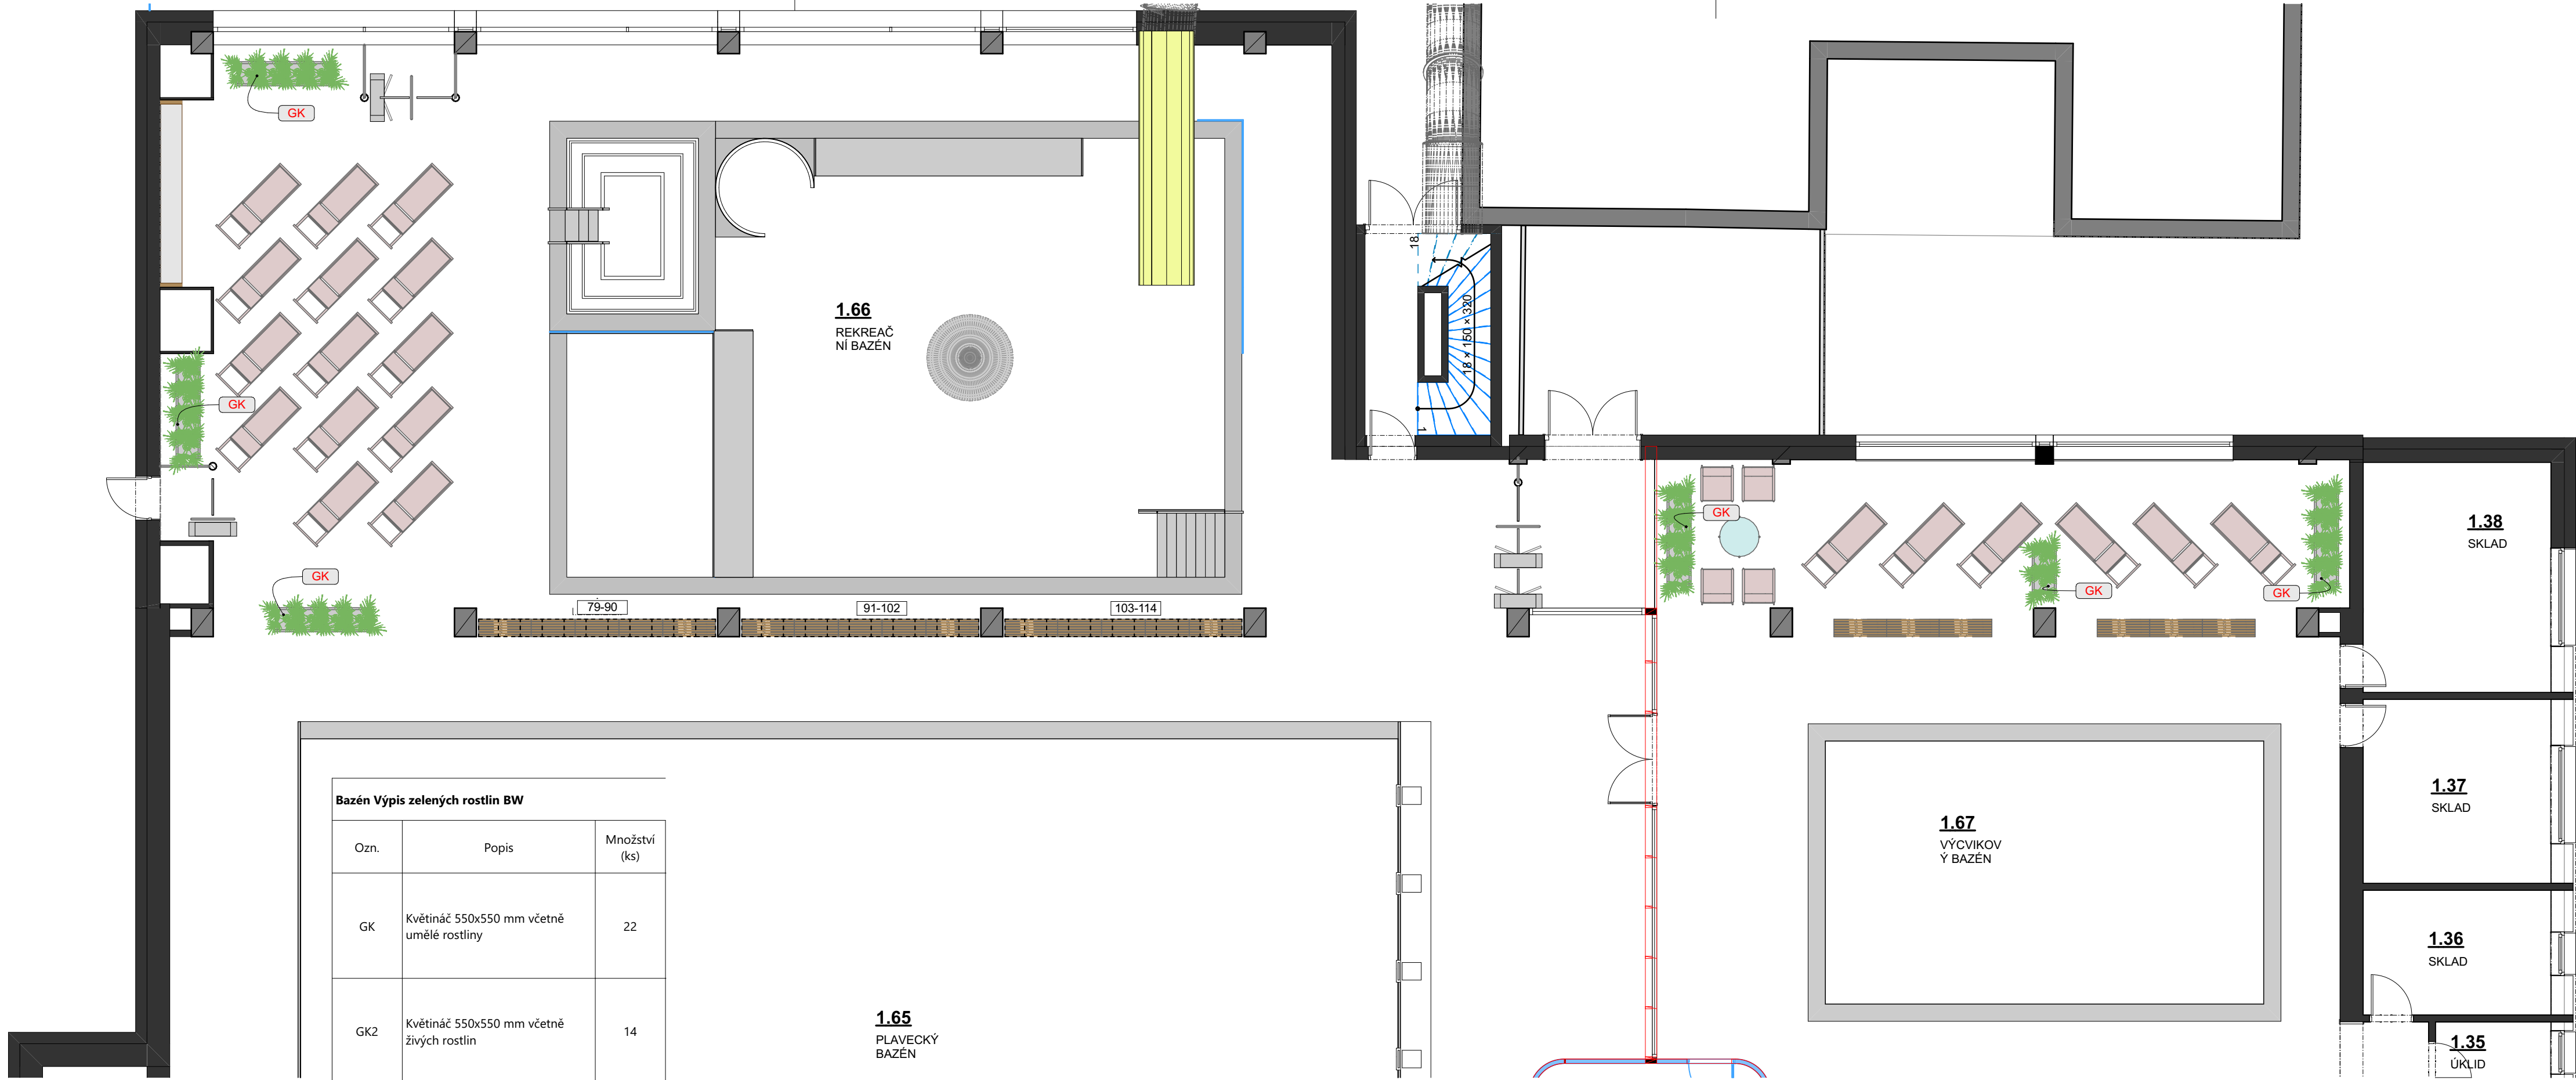 GK
1.66
REKREAČ
NÍ BAZÉN
18
18 × 150 × 320
1
GK
GK
79-90
91-102
103-114
GK
GK
GK
1.38
SKLAD
1.37
SKLAD
1.67
VÝCVIKOV
Ý BAZÉN
1.36
SKLAD
1.65
PLAVECKÝ
BAZÉN
1.35
ÚKLID
Bazén Výpis zelených rostlin BW
Ozn.
Popis
Množství
(ks)
GK
Květináč 550x550 mm včetně
umělé rostliny
22
GK2
Květináč 550x550 mm včetně
živých rostlin
14